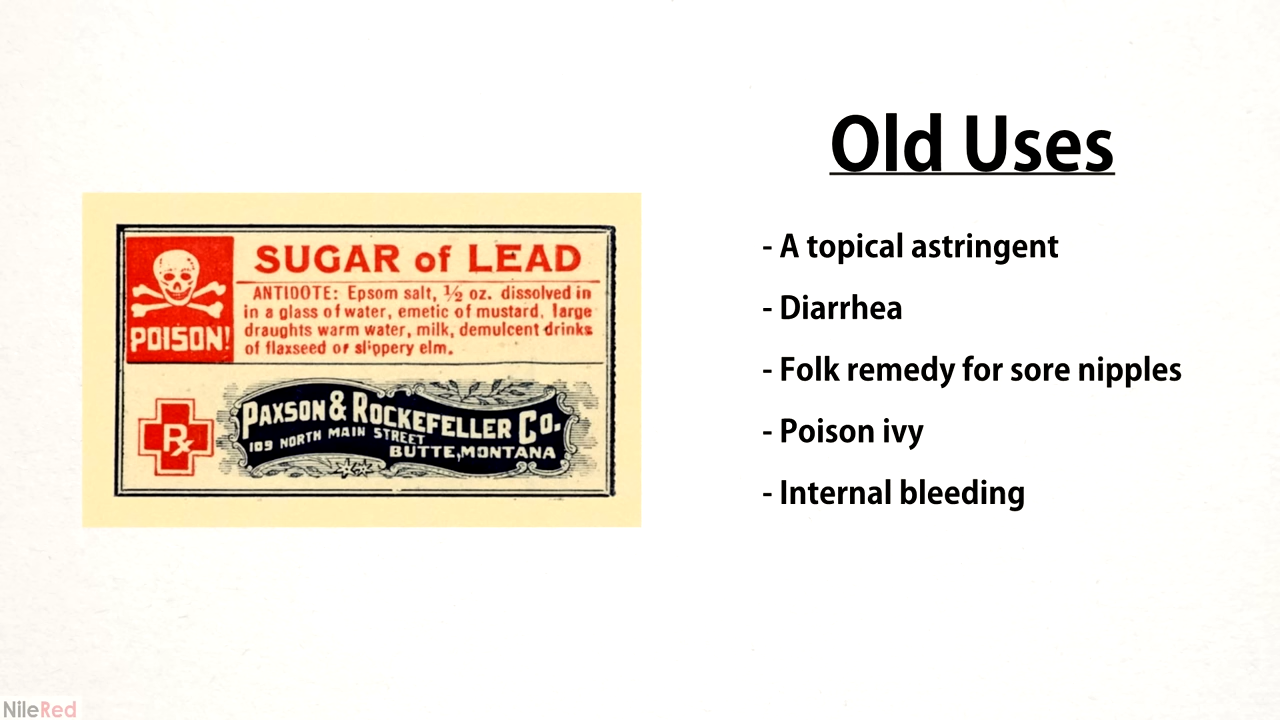 Old Uses
SUGAR of LEAD
POISON!
ANTIDOTE: Epsom salt, ½ oz. dissolved in
in a glass of water, emetic of mustard, large
draughts warm water, milk, demulcent drinks
of flaxseed or slippery elm.
Rx
PAXSON & ROCKEFELLER Co.
109 NORTH MAIN STREET
BUTTE, MONTANA
- A topical astringent
- Diarrhea
- Folk remedy for sore nipples
- Poison ivy
- Internal bleeding
NileRed